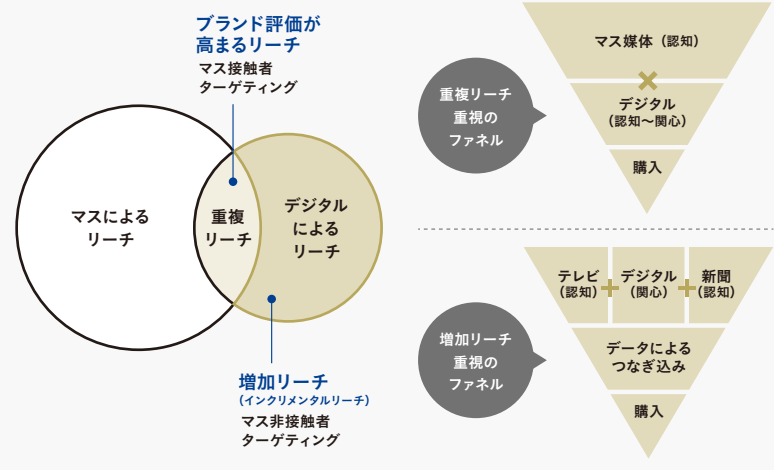 ブランド評価が
高まるリーチ
マス接触者
ターゲティング
マスによる
リーチ
重複
リーチ
デジタル
による
リーチ
増加リーチ
（インクリメンタルリーチ）
マス非接触者
ターゲティング
重複リーチ
重視の
ファネル
マス媒体（認知）
×
デジタル
（認知〜関心）
購入
増加リーチ
重視の
ファネル
テレビ
（認知）
+
デジタル
（関心）
+
新聞
（認知）
データによる
つなぎ込み
購入